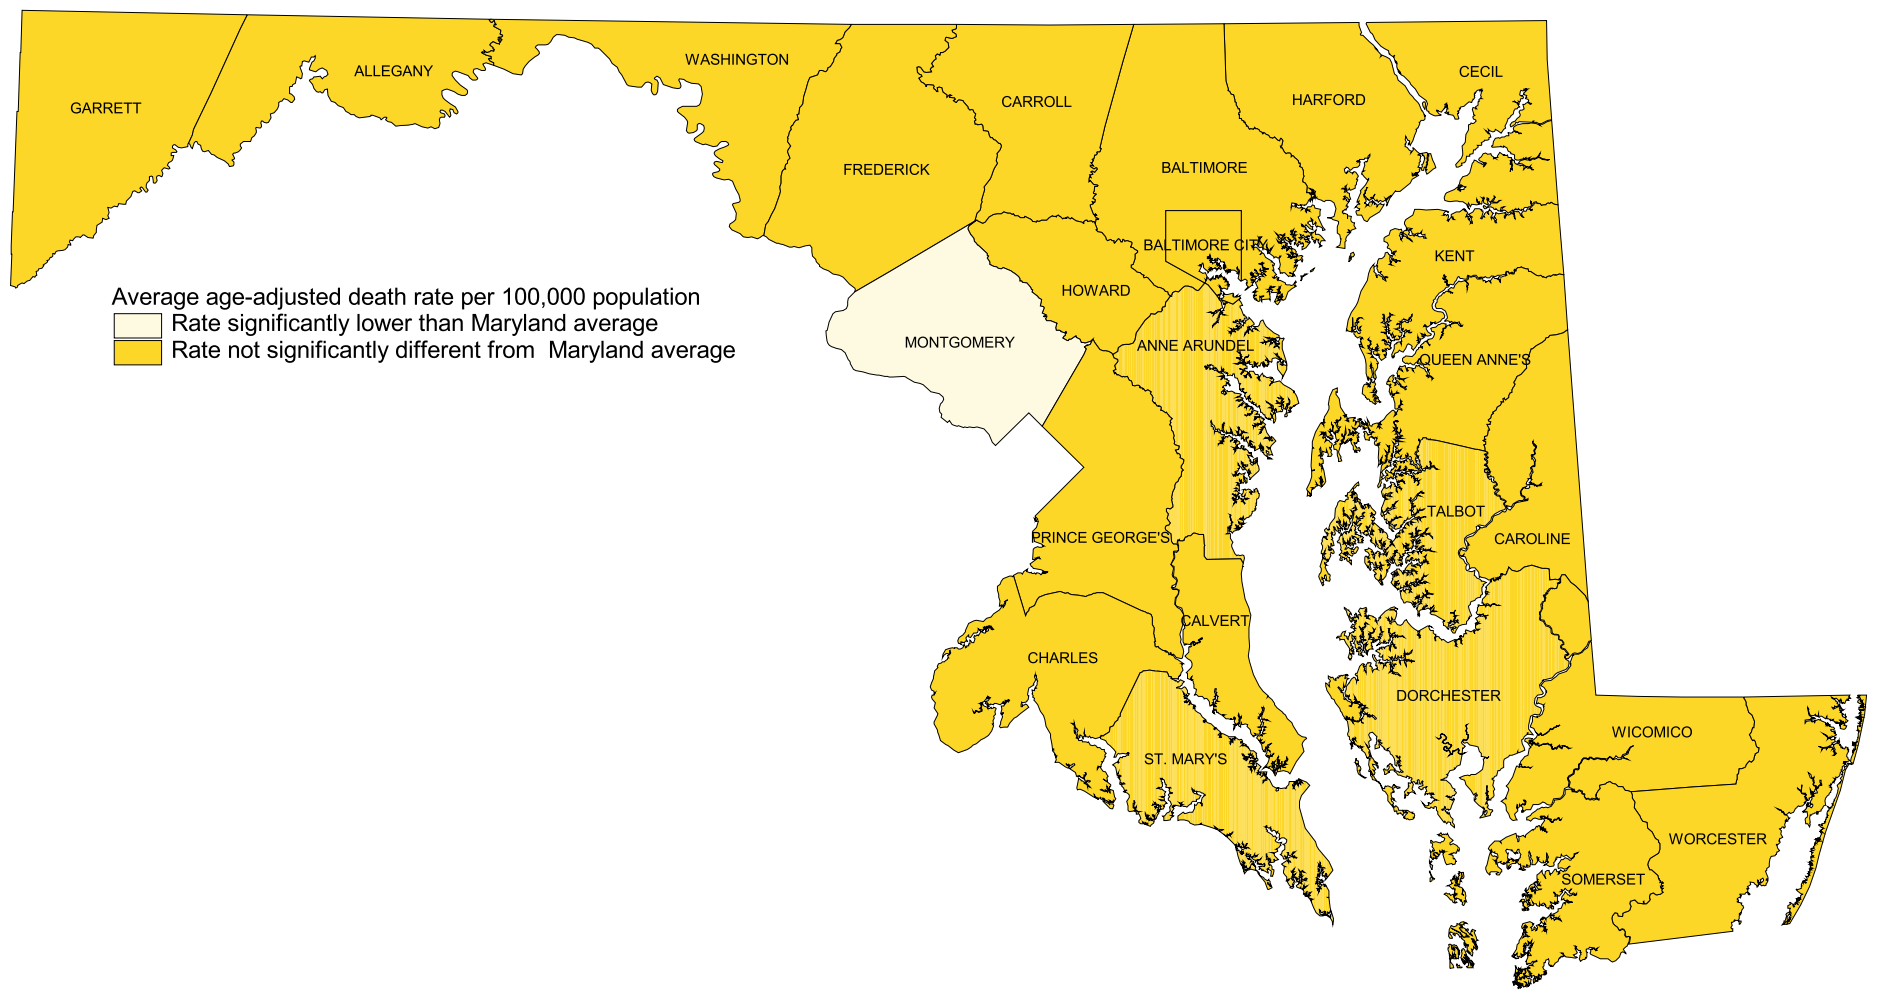 WASHINGTON
ALLEGANY
CECIL
GARRETT
CARROLL
HARFORD
FREDERICK
BALTIMORE
BALTIMORE CITY
KENT
HOWARD
Average age-adjusted death rate per 100,000 population
Rate significantly lower than Maryland average
Rate not significantly different from  Maryland average
MONTGOMERY
ANNE ARUNDEL
QUEEN ANNE'S
TALBOT
PRINCE GEORGE'S
CAROLINE
CALVERT
CHARLES
DORCHESTER
WICOMICO
ST. MARY'S
WORCESTER
SOMERSET